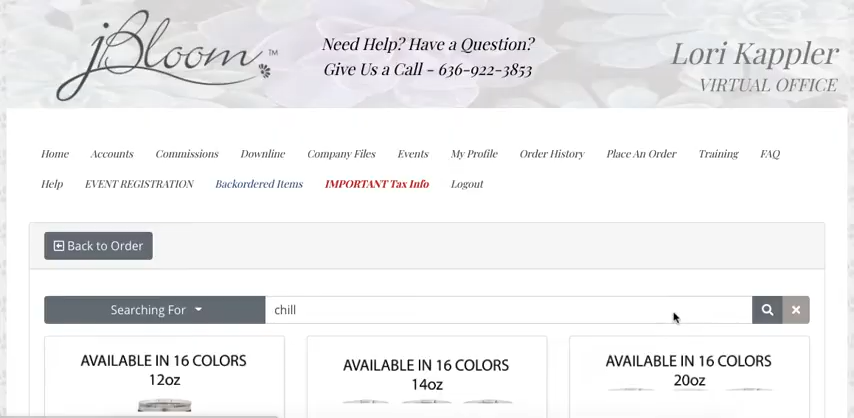 jBloom™
Need Help? Have a Question?
Give Us a Call - 636-922-3853
Lori Kappler
VIRTUAL OFFICE
Home Accounts Commissions Downline Company Files Events My Profile Order History Place An Order Training FAQ
Help EVENT REGISTRATION Backordered Items IMPORTANT Tax Info Logout
Back to Order
Searching For chill
AVAILABLE IN 16 COLORS
12oz
AVAILABLE IN 16 COLORS
14oz
AVAILABLE IN 16 COLORS
20oz